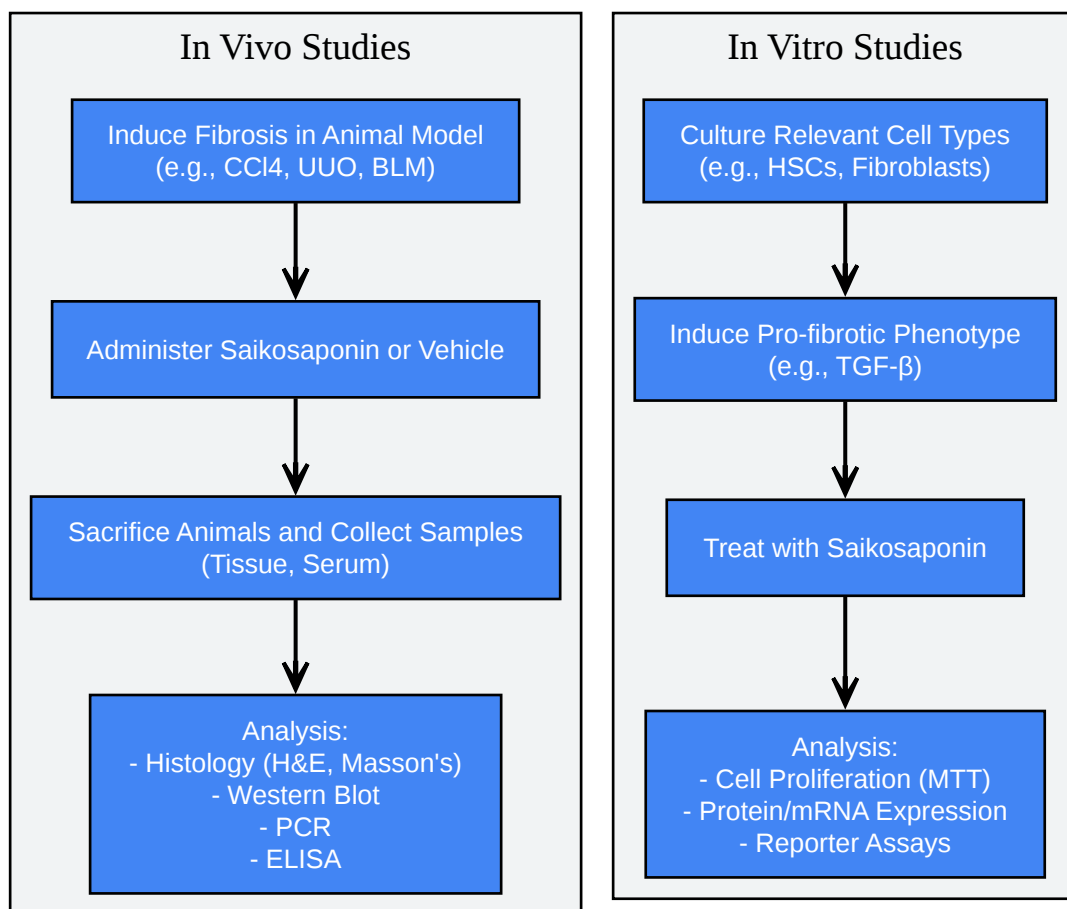 In Vivo Studies
Induce Fibrosis in Animal Model
(e.g., CCl4, UUO, BLM)
Administer Saikosaponin or Vehicle
Sacrifice Animals and Collect Samples
(Tissue, Serum)
Analysis:
- Histology (H&E, Masson's)
- Western Blot
- PCR
- ELISA
In Vitro Studies
Culture Relevant Cell Types
(e.g., HSCs, Fibroblasts)
Induce Pro-fibrotic Phenotype
(e.g., TGF-β)
Treat with Saikosaponin
Analysis:
- Cell Proliferation (MTT)
- Protein/mRNA Expression
- Reporter Assays